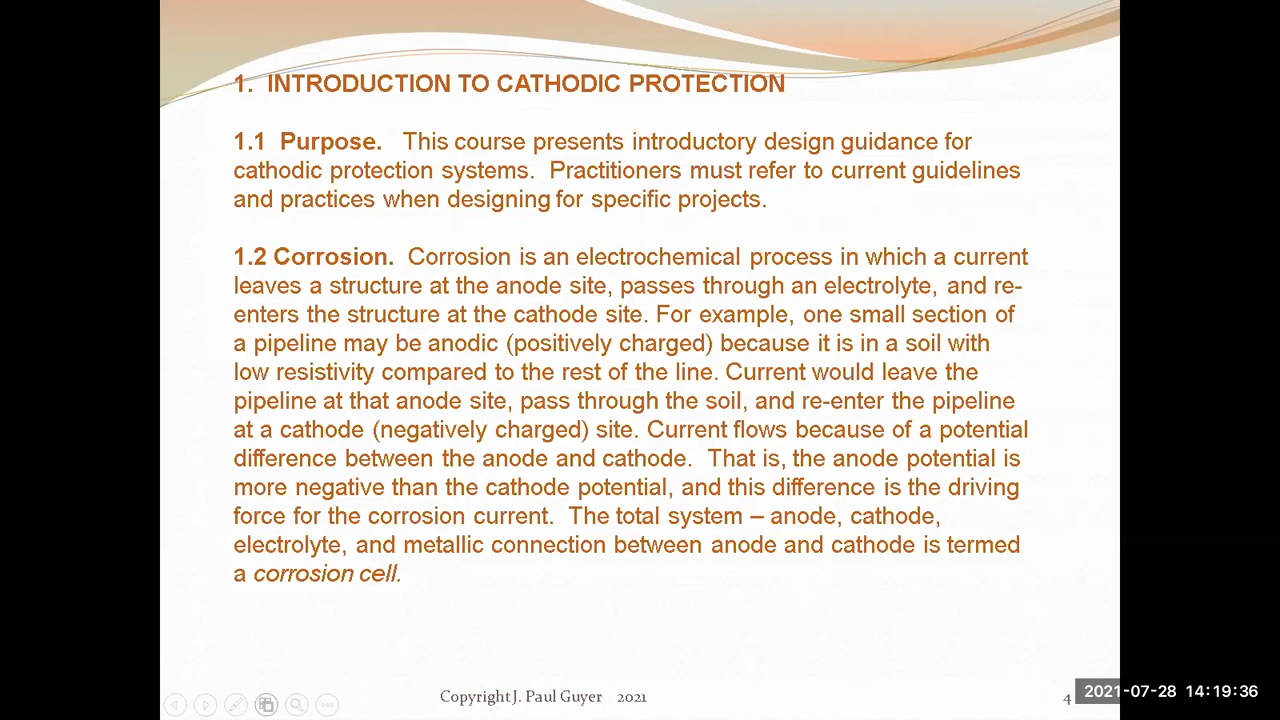 1. INTRODUCTION TO CATHODIC PROTECTION
1.1 Purpose. This course presents introductory design guidance for
cathodic protection systems. Practitioners must refer to current guidelines
and practices when designing for specific projects.
1.2 Corrosion. Corrosion is an electrochemical process in which a current
leaves a structure at the anode site, passes through an electrolyte, and re-
enters the structure at the cathode site. For example, one small section of
a pipeline may be anodic (positively charged) because it is in a soil with
low resistivity compared to the rest of the line. Current would leave the
pipeline at that anode site, pass through the soil, and re-enter the pipeline
at a cathode (negatively charged) site. Current flows because of a potential
difference between the anode and cathode. That is, the anode potential is
more negative than the cathode potential, and this difference is the driving
force for the corrosion current. The total system – anode, cathode,
electrolyte, and metallic connection between anode and cathode is termed
a corrosion cell.
Copyright J. Paul Guyer 2021
4
2021-07-28 14:19:36